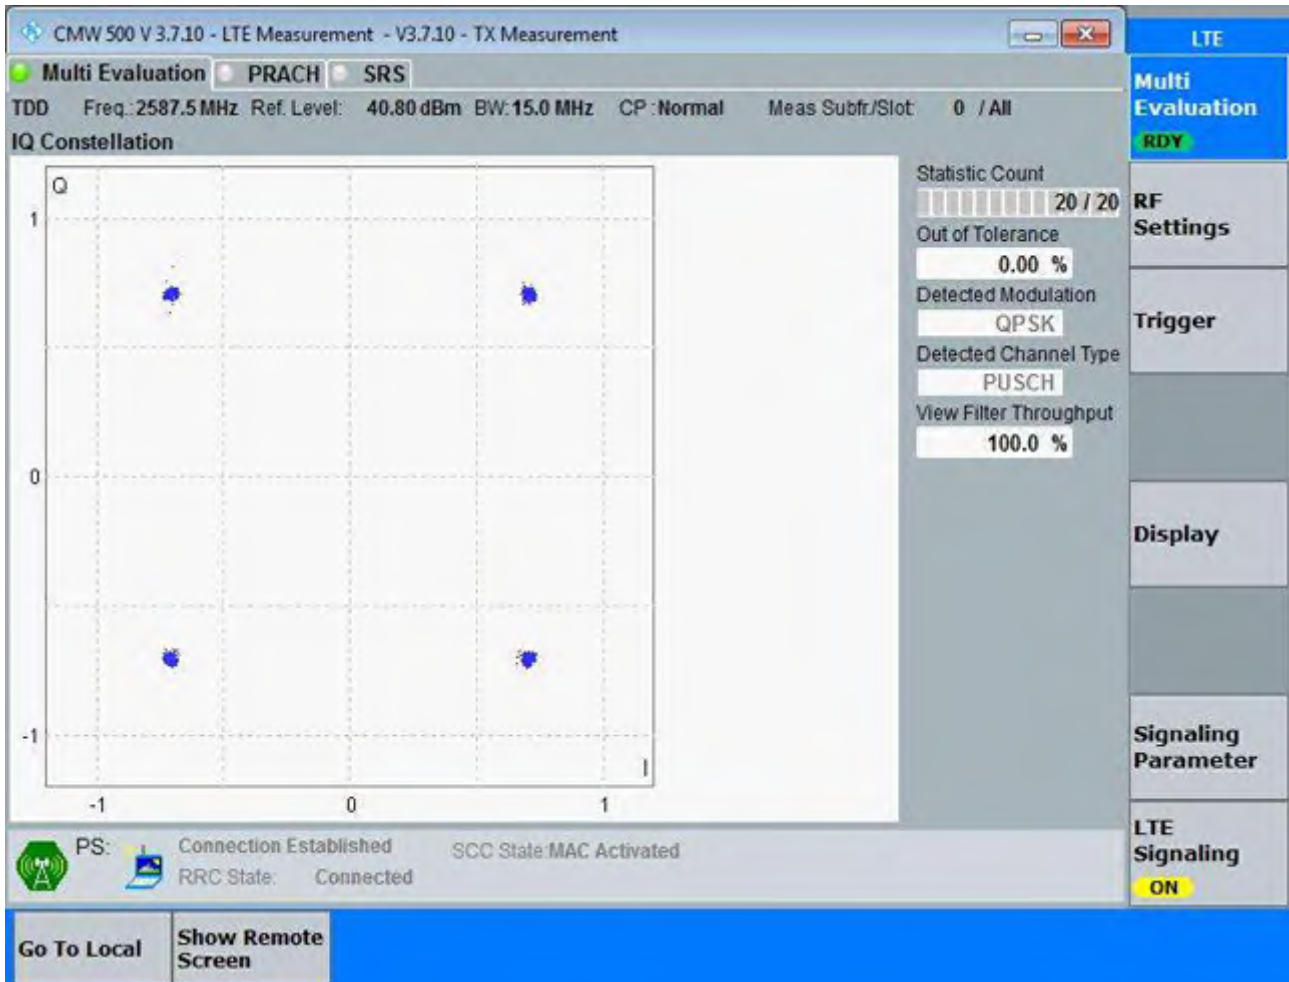 CMW 500 V 3.7.10 - LTE Measurement - V3.7.10 - TX Measurement
LTE
Multi Evaluation PRACH SRS
TDD Freq.: 2587.5 MHz Ref. Level: 40.80 dBm BW: 15.0 MHz CP : Normal Meas Subfr./Slot: 0 / All
IQ Constellation
Q
1
0
-1
I
-1 0 1
Statistic Count
20 / 20
Out of Tolerance
0.00 %
Detected Modulation
QPSK
Detected Channel Type
PUSCH
View Filter Throughput
100.0 %
Multi
Evaluation
RDY
RF
Settings
Trigger
Display
Signaling
Parameter
LTE
Signaling
ON
PS: Connection Established SCC State: MAC Activated
RRC State: Connected
Go To Local
Show Remote
Screen